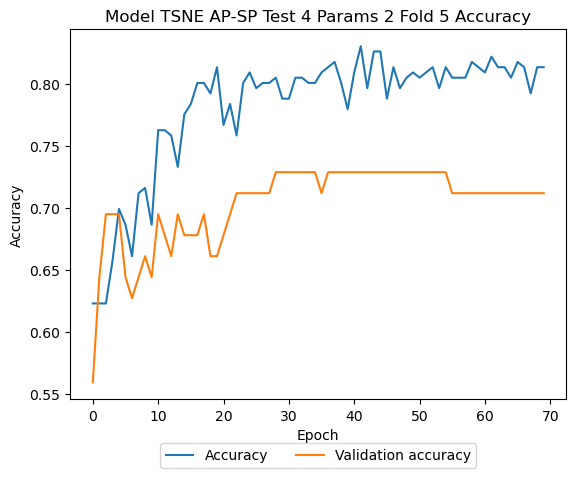 Model TSNE AP-SP Test 4 Params 2 Fold 5 Accuracy
Accuracy
0.80
0.75
0.70
0.65
0.60
0.55
0 10 20 30 40 50 60 70
Epoch
Accuracy Validation accuracy